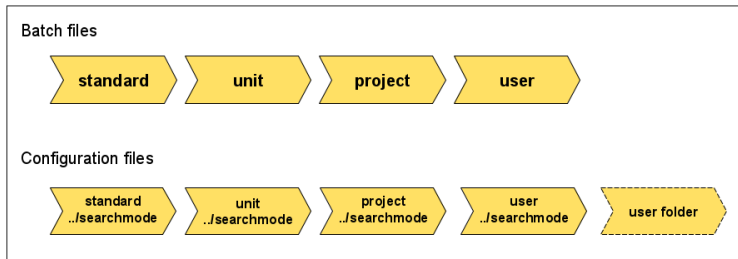 Batch files
standard unit project user
Configuration files
standard unit project user user folder
../searchmode ../searchmode ../searchmode ../searchmode